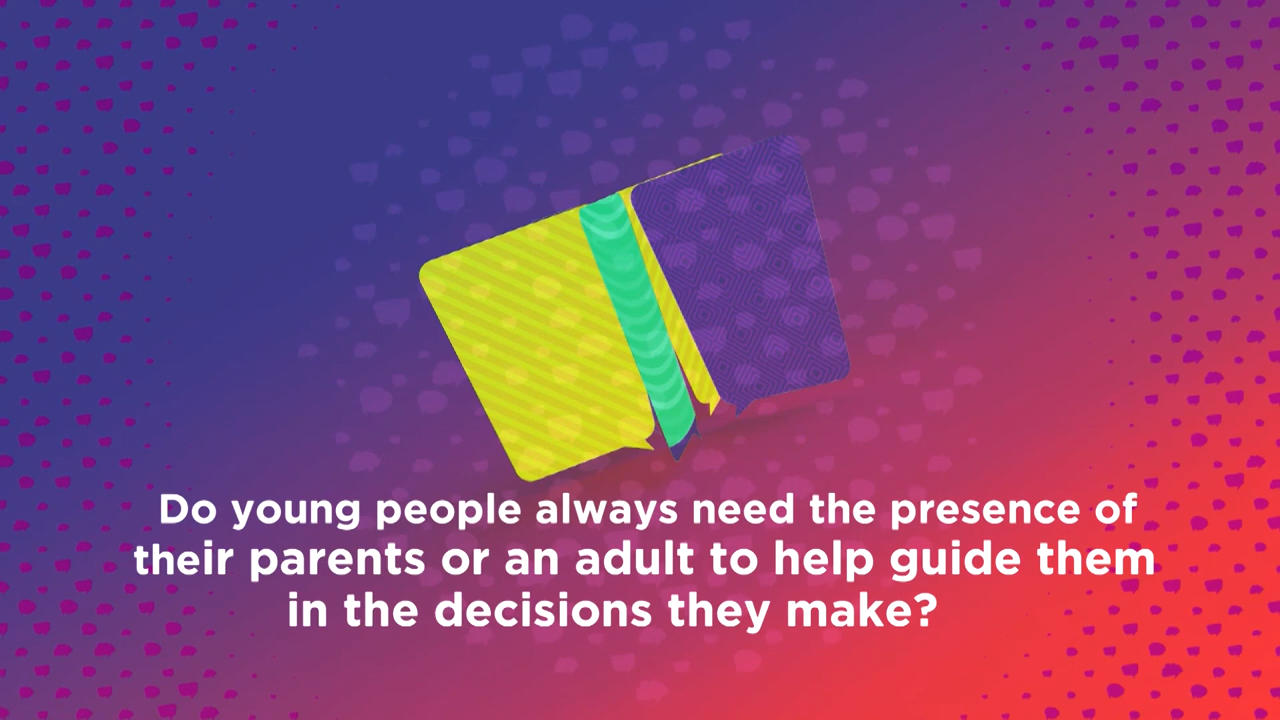 Do young people always need the presence of
their parents or an adult to help guide them
in the decisions they make?